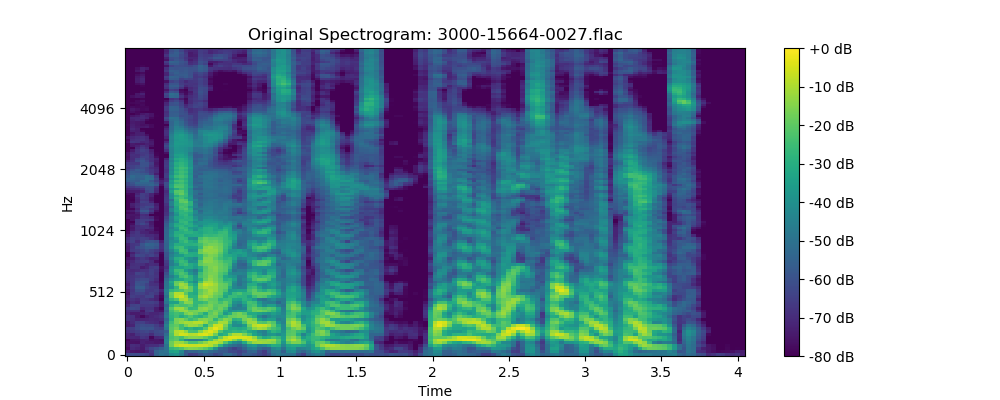 Original Spectrogram: 3000-15664-0027.flac
Hz
4096
2048
1024
512
0
0 0.5 1 1.5 2 2.5 3 3.5 4
Time
+0 dB
-10 dB
-20 dB
-30 dB
-40 dB
-50 dB
-60 dB
-70 dB
-80 dB